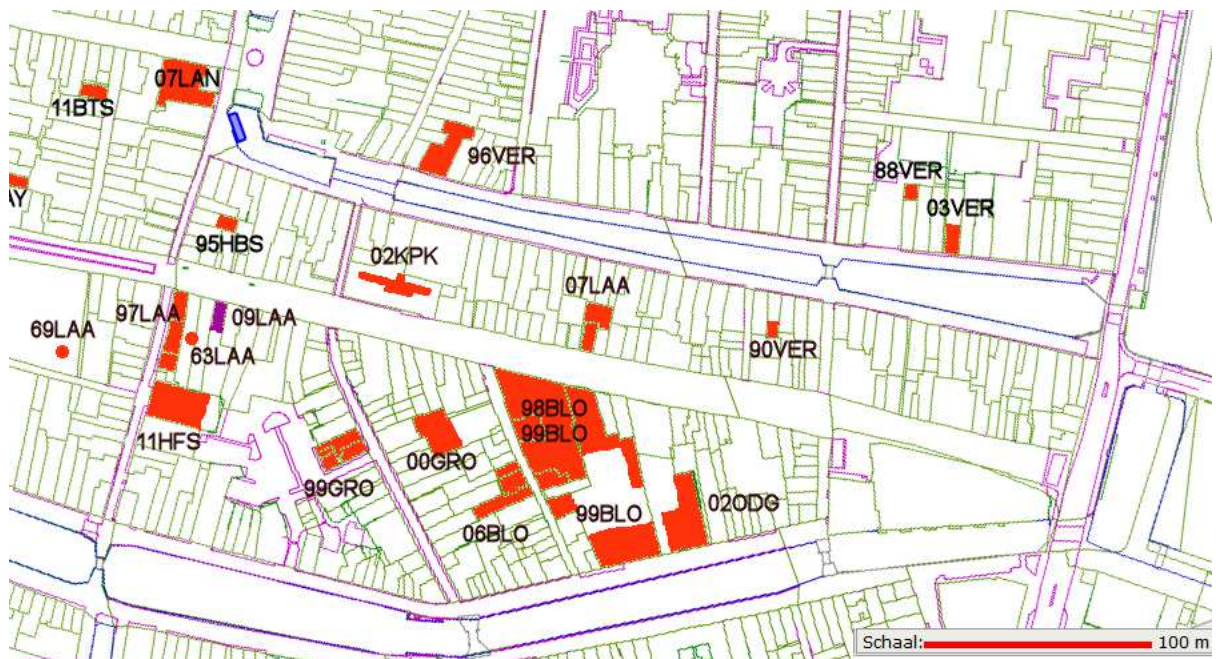 07LAN
11BTS
96VER
88VER
AY
03VER
95HBS
02KPK
07LAA
97LAA
09LAA
69LAA
63LAA
90VER
98BLO
99BLO
11HFS
00GRO
99GRO
99BLO
02ODG
06BLO
Schaal: 100 m